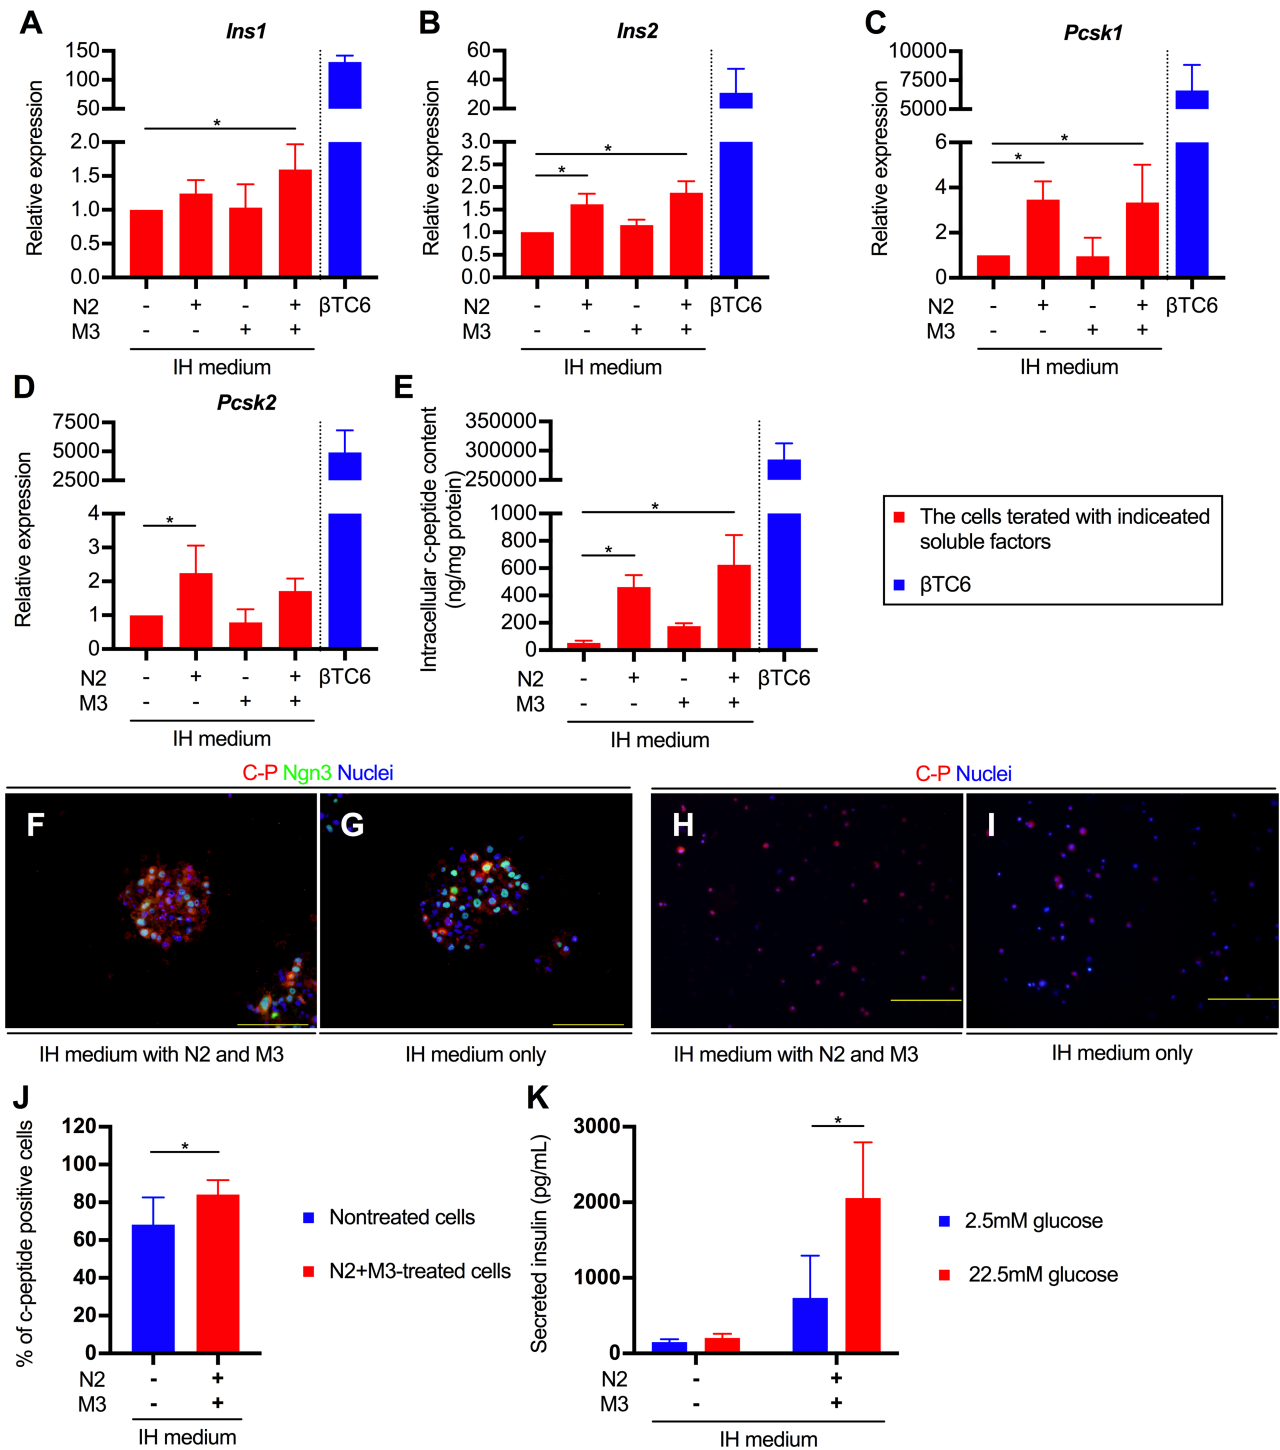 A
Ins1
Relative expression
150
100
50
2.0
1.5
1.0
0.5
0.0
N2 - + - + βTC6
M3 - - + +
IH medium
B
Ins2
Relative expression
60
40
20
3.0
2.5
2.0
1.5
1.0
0.5
0.0
*
*
N2 - + - + βTC6
M3 - - + +
IH medium
C
Pcsk1
Relative expression
10000
7500
5000
6
4
2
0
*
*
N2 - + - + βTC6
M3 - - + +
IH medium
D
Pcsk2
Relative expression
7500
5000
2500
4
3
2
1
0
*
N2 - + - + βTC6
M3 - - + +
IH medium
E
Intracellular c-peptide content
(ng/mg protein)
350000
300000
250000
1000
800
600
400
200
0
*
*
N2 - + - + βTC6
M3 - - + +
IH medium
The cells terated with indiceated
soluble factors
βTC6
C-P Ngn3 Nuclei
F
G
IH medium with N2 and M3
IH medium only
C-P Nuclei
H
I
IH medium with N2 and M3
IH medium only
J
% of c-peptide positive cells
120
100
80
60
40
20
0
*
N2 - +
M3 - +
IH medium
Nontreated cells
N2+M3-treated cells
K
Secreted insulin (pg/mL)
3000
2000
1000
0
*
N2 - +
M3 - +
IH medium
2.5mM glucose
22.5mM glucose